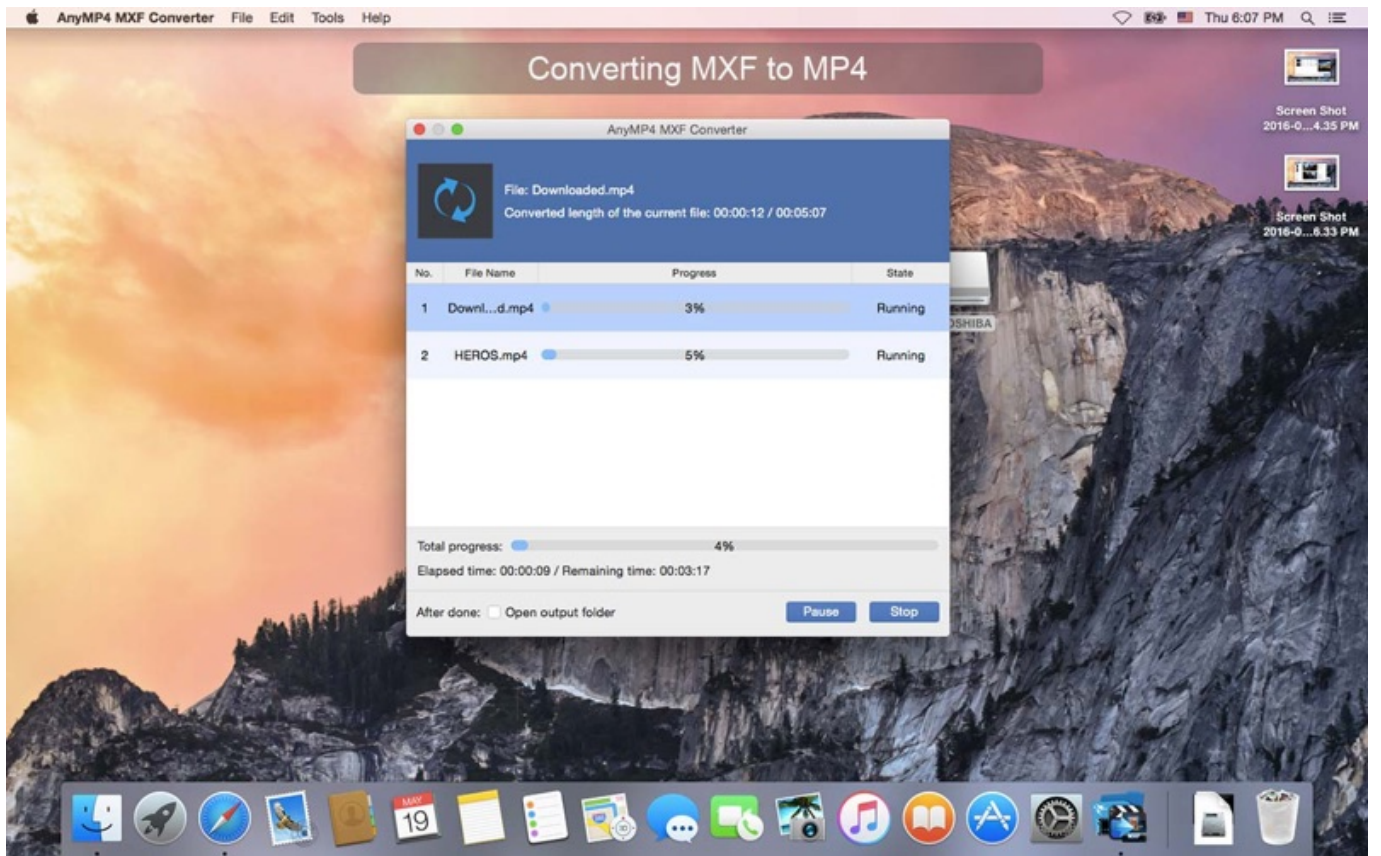 AnyMP4 MXF Converter File Edit Tools Help Thu 6:07 PM
Converting MXF to MP4
Screen Shot
2016-0...4.35 PM
Screen Shot
2016-0...6.33 PM
AnyMP4 MXF Converter
File: Downloaded.mp4
Converted length of the current file: 00:00:12 / 00:05:07
No. File Name Progress State
1 Downl...d.mp4 3% Running
OSHIBA
2 HEROS.mp4 5% Running
Total progress: 4%
Elapsed time: 00:00:09 / Remaining time: 00:03:17
After done: Open output folder Pause Stop
MAY
19
3D